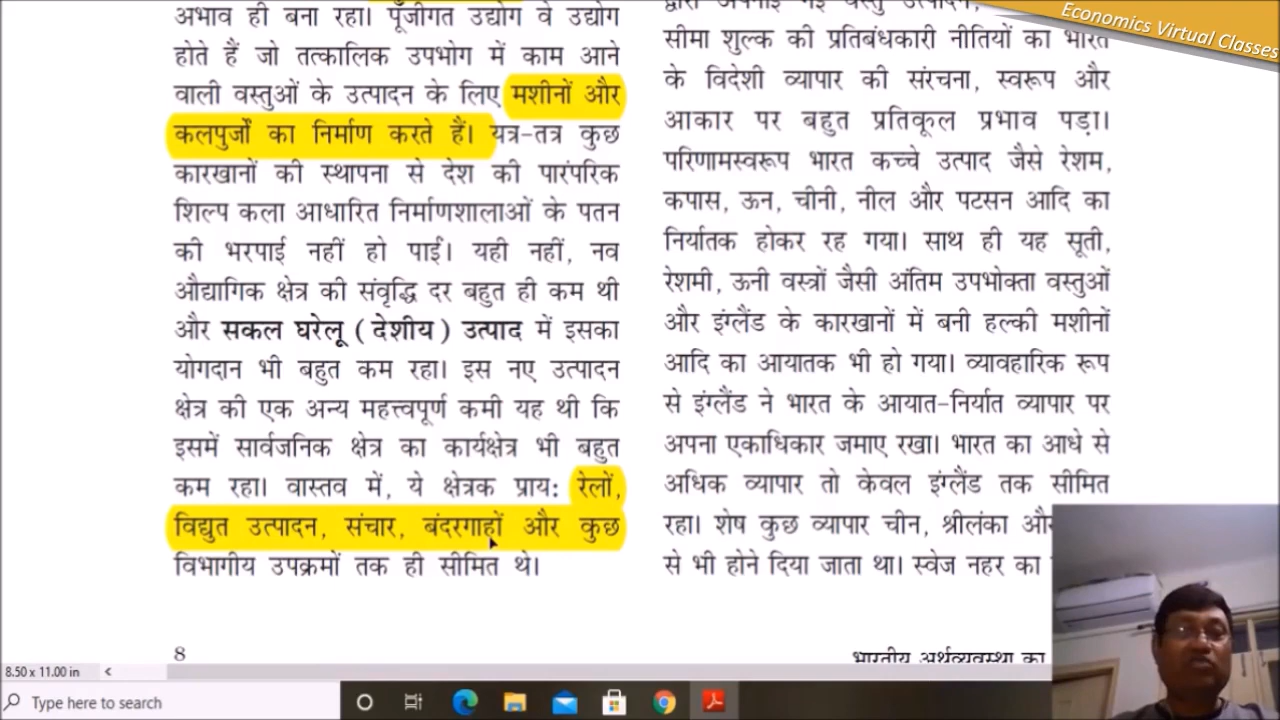 Economics Virtual Classes
अभाव ही बना रहा। पूँजीगत उद्योग वे उद्योग
होते हैं जो तत्कालिक उपभोग में काम आने
वाली वस्तुओं के उत्पादन के लिए मशीनों और
कलपुर्जों का निर्माण करते हैं। यत्र-तत्र कुछ
कारखानों की स्थापना से देश की पारंपरिक
शिल्प कला आधारित निर्माणशालाओं के पतन
की भरपाई नहीं हो पाईं। यही नहीं, नव
औद्यागिक क्षेत्र की संवृद्धि दर बहुत ही कम थी
और सकल घरेलू (देशीय) उत्पाद में इसका
योगदान भी बहुत कम रहा। इस नए उत्पादन
क्षेत्र की एक अन्य महत्त्वपूर्ण कमी यह थी कि
इसमें सार्वजनिक क्षेत्र का कार्यक्षेत्र भी बहुत
कम रहा। वास्तव में, ये क्षेत्रक प्राय: रेलों,
विद्युत उत्पादन, संचार, बंदरगाहों और कुछ
विभागीय उपक्रमों तक ही सीमित थे।
8
द्वारा अपनाई गई वस्तु उत्पादन,
सीमा शुल्क की प्रतिबंधकारी नीतियों का भारत
के विदेशी व्यापार की संरचना, स्वरूप और
आकार पर बहुत प्रतिकूल प्रभाव पड़ा।
परिणामस्वरूप भारत कच्चे उत्पाद जैसे रेशम,
कपास, ऊन, चीनी, नील और पटसन आदि का
निर्यातक होकर रह गया। साथ ही यह सूती,
रेशमी, ऊनी वस्त्रों जैसी अंतिम उपभोक्ता वस्तुओं
और इंग्लैंड के कारखानों में बनी हल्की मशीनों
आदि का आयातक भी हो गया। व्यावहारिक रूप
से इंग्लैंड ने भारत के आयात-निर्यात व्यापार पर
अपना एकाधिकार जमाए रखा। भारत का आधे से
अधिक व्यापार तो केवल इंग्लैंड तक सीमित
रहा। शेष कुछ व्यापार चीन, श्रीलंका और
से भी होने दिया जाता था। स्वेज नहर का
भारतीय अर्थव्यवस्था का
8.50 x 11.00 in
Type here to search